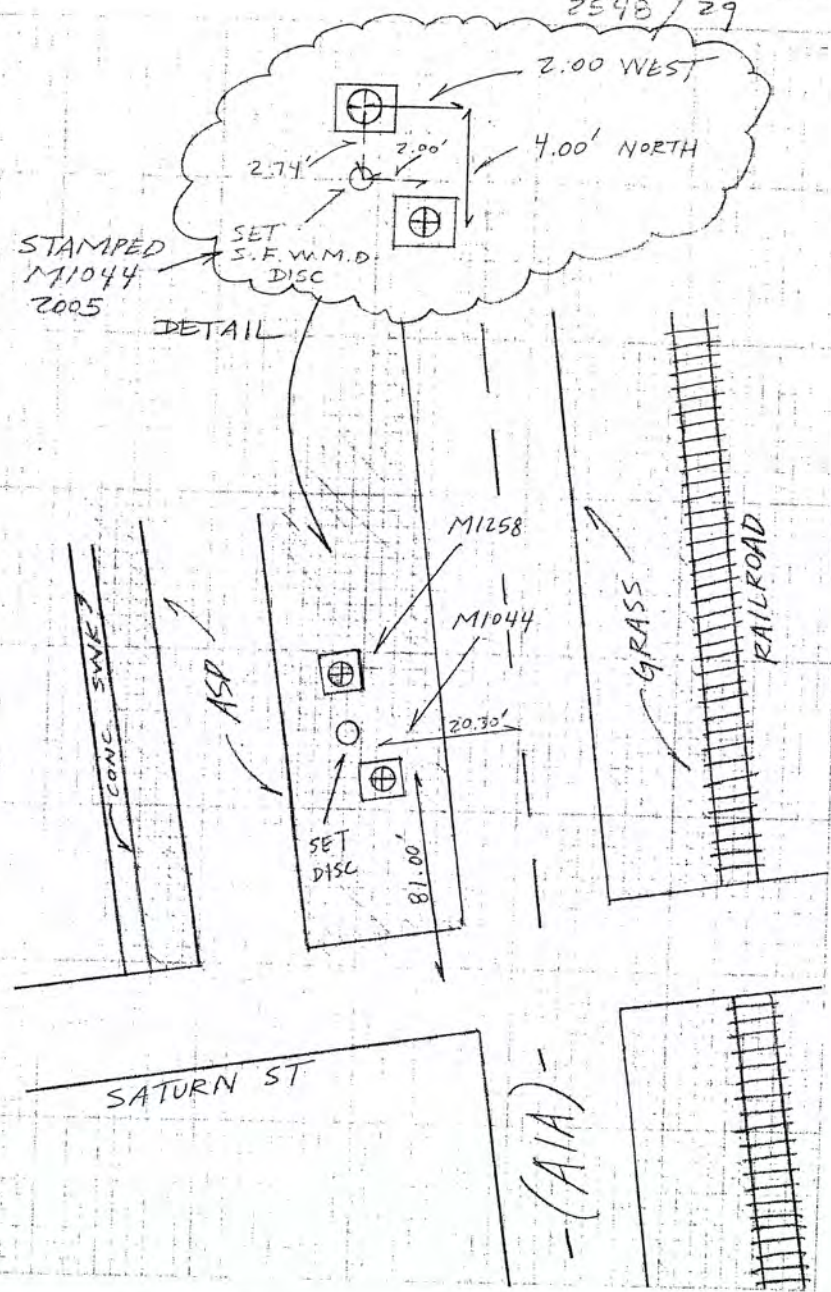 2548 / 29
2.00 WEST
4.00' NORTH
2.74'
2.00'
SET
S.F.W.M.D.
DISC
STAMPED
M1044
2005
DETAIL
M1258
M1044
20.30'
CONC SWK
ASP
SET
DISC
81.00'
GRASS
RAILROAD
SATURN ST
-(A1A)-